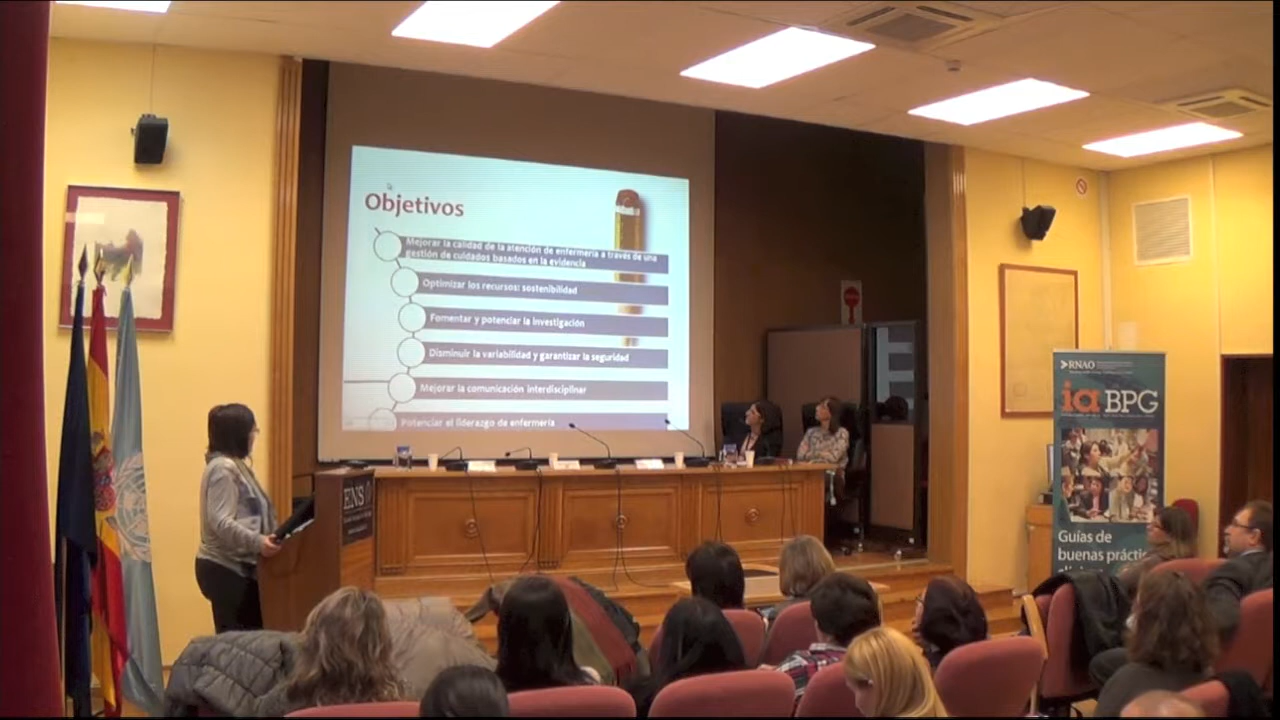 Objetivos
Mejorar la calidad de la atención de enfermería a través de una
gestión de cuidados basados en la evidencia
Optimizar los recursos: sostenibilidad
Fomentar y potenciar la investigación
Disminuir la variabilidad y garantizar la seguridad
Mejorar la comunicación interdisciplinar
Potenciar el liderazgo de enfermería
ENS
RNAO
BPG
Guías de
buenas práctic